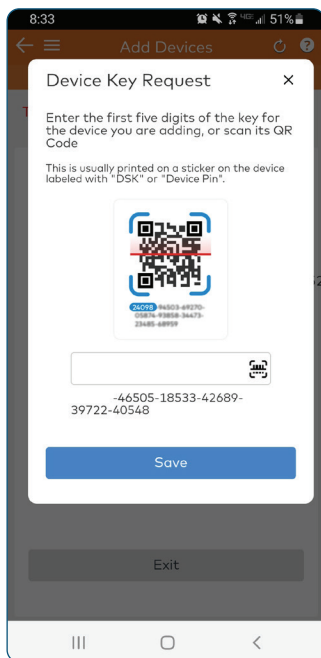 8:33 4GE 51%
Add Devices
Device Key Request
Enter the first five digits of the key for
the device you are adding, or scan its QR
Code
This is usually printed on a sticker on the device
labeled with "DSK" or "Device Pin".
24098 -94503-69270-
05874-93858-34473-
23485-68959
-46505-18533-42689-
39722-40548
Save
Exit